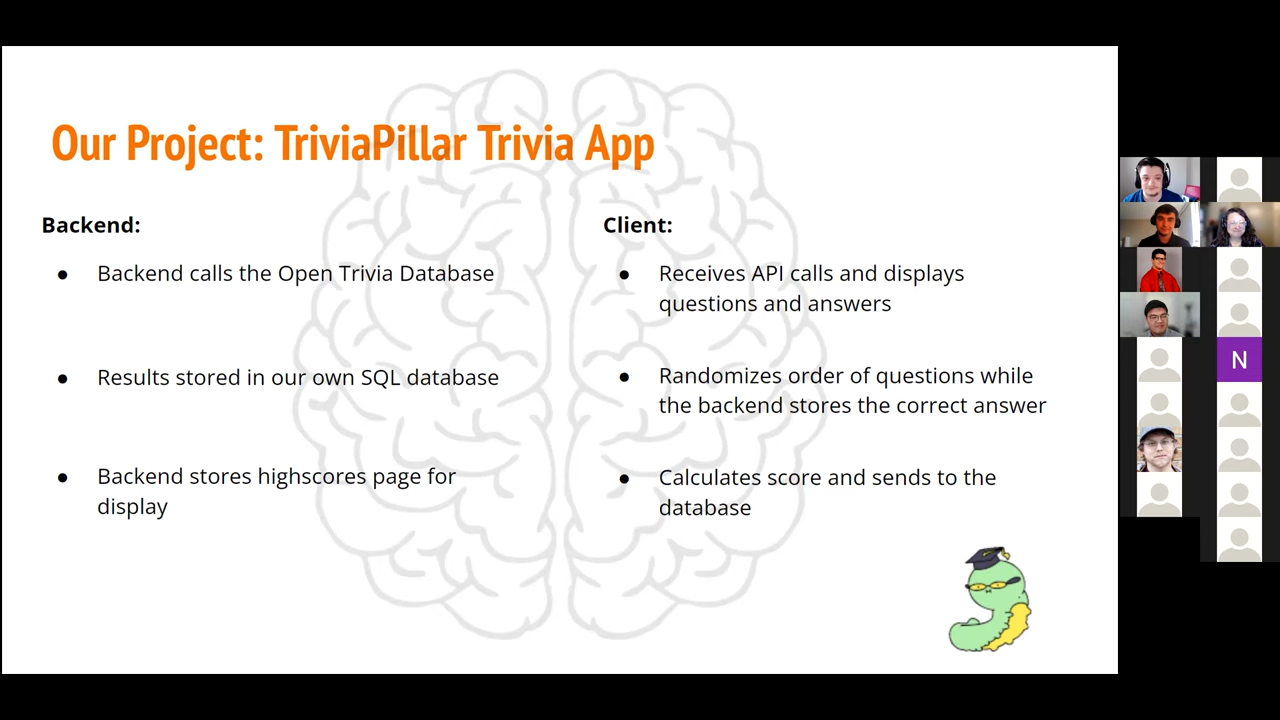 Our Project: TriviaPillar Trivia App
Backend:
● Backend calls the Open Trivia Database
● Results stored in our own SQL database
● Backend stores highscores page for
display
Client:
● Receives API calls and displays
questions and answers
● Randomizes order of questions while
the backend stores the correct answer
● Calculates score and sends to the
database
N